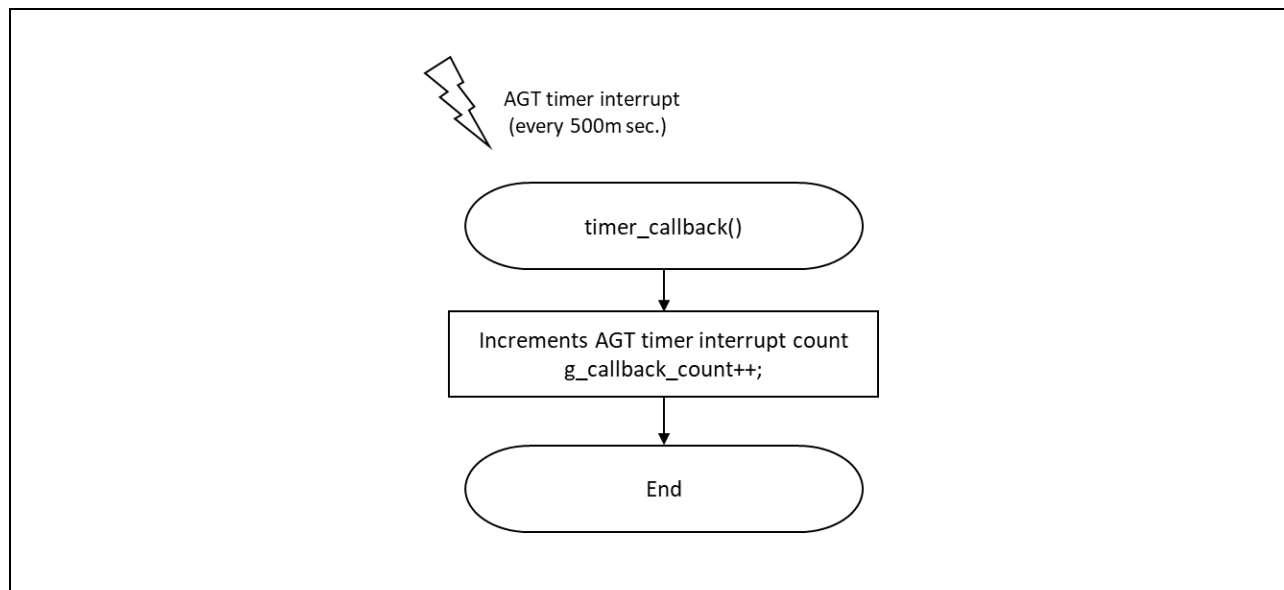 AGT timer interrupt
(every 500m sec.)
timer_callback()
Increments AGT timer interrupt count
g_callback_count++;
End